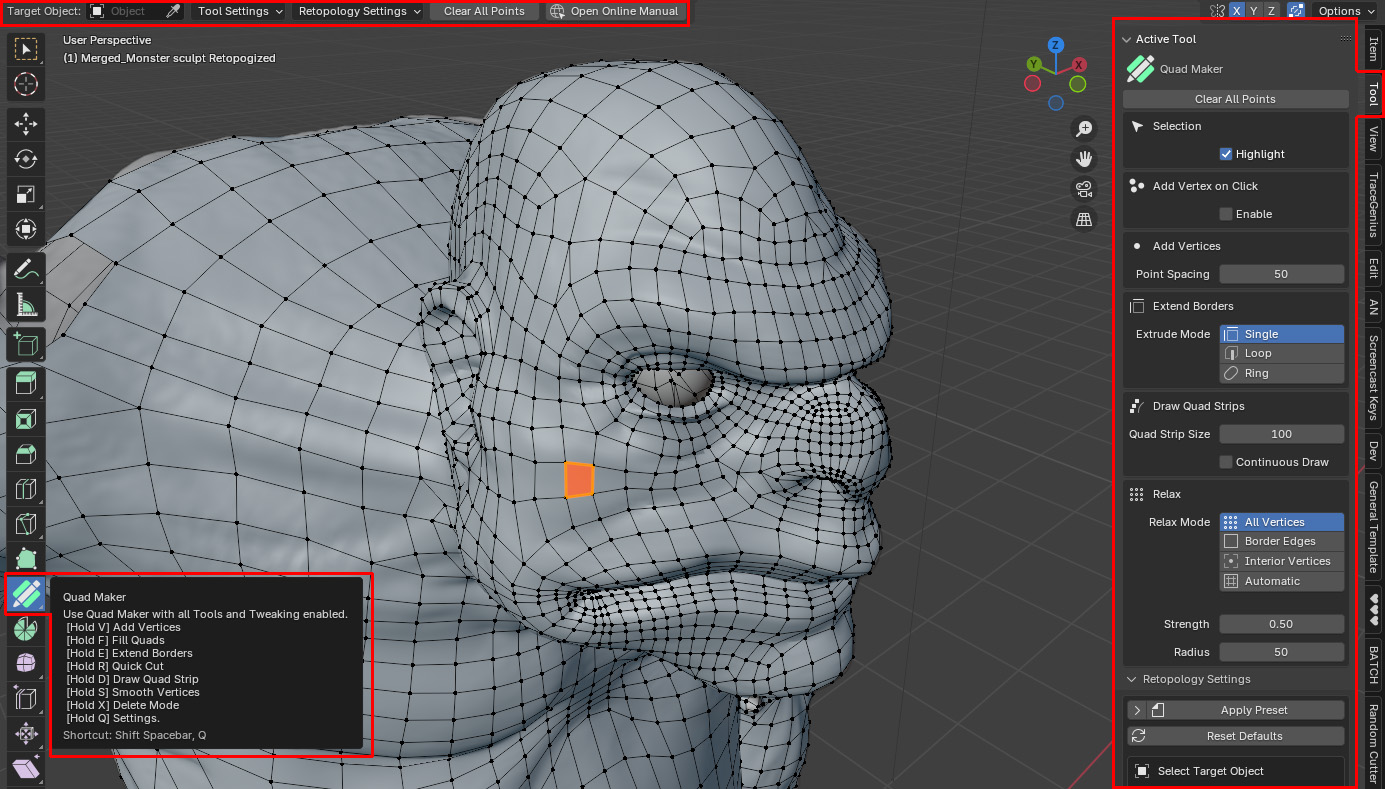 Target Object: Object Tool Settings Retopology Settings Clear All Points Open Online Manual
X Y Z Options
User Perspective
(1) Merged_Monster sculpt Retopogized
Z
Y
X
Active Tool
Quad Maker
Clear All Points
Selection
Highlight
Add Vertex on Click
Enable
Add Vertices
Point Spacing 50
Extend Borders
Extrude Mode Single
Loop
Ring
Draw Quad Strips
Quad Strip Size 100
Continuous Draw
Relax
Relax Mode All Vertices
Border Edges
Interior Vertices
Automatic
Strength 0.50
Radius 50
Retopology Settings
Apply Preset
Reset Defaults
Select Target Object
Item
Tool
View
TraceGenius
Edit
AN
Screencast Keys
Dev
General Template
♥♥♥
BATCH
Random Cutter
Quad Maker
Use Quad Maker with all Tools and Tweaking enabled.
[Hold V] Add Vertices
[Hold F] Fill Quads
[Hold E] Extend Borders
[Hold R] Quick Cut
[Hold D] Draw Quad Strip
[Hold S] Smooth Vertices
[Hold X] Delete Mode
[Hold Q] Settings.
Shortcut: Shift Spacebar, Q